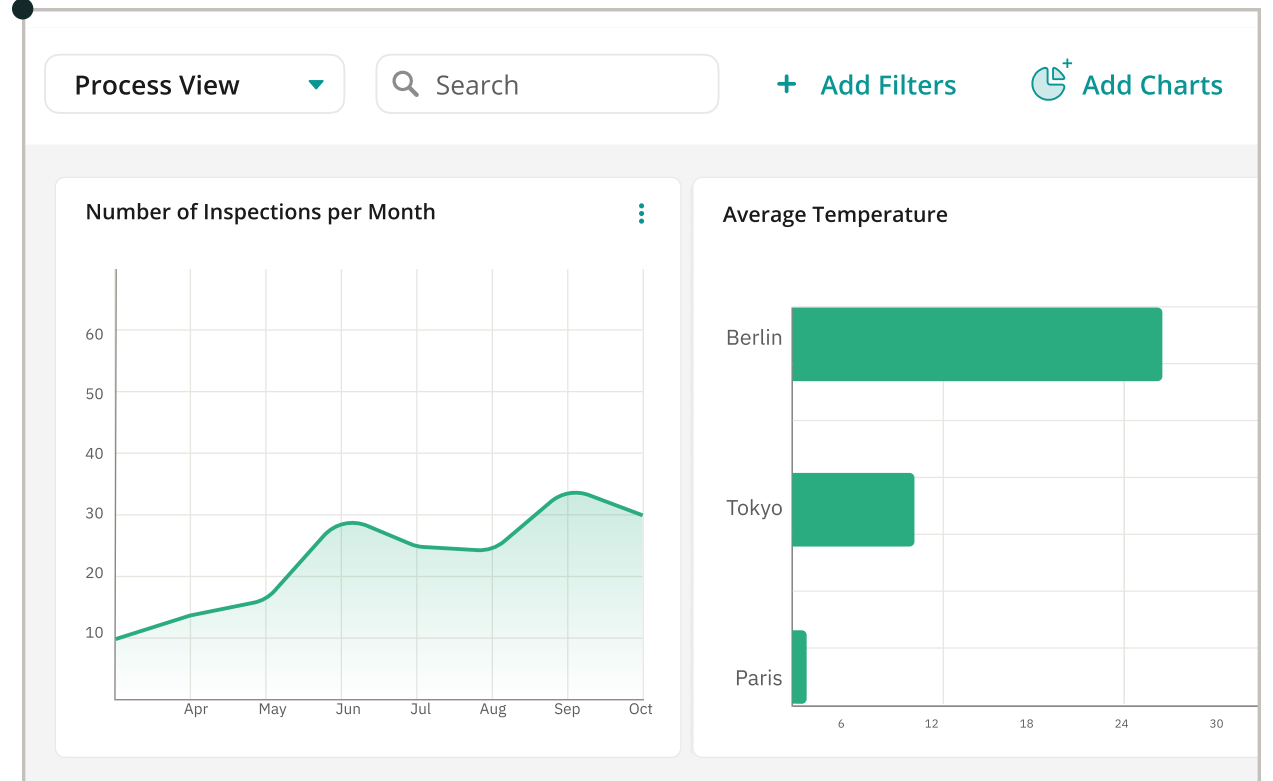 Process View
Search
+ Add Filters
Add Charts
Number of Inspections per Month
60
50
40
30
20
10
Apr May Jun Jul Aug Sep Oct
Average Temperature
Berlin
Tokyo
Paris
6 12 18 24 30